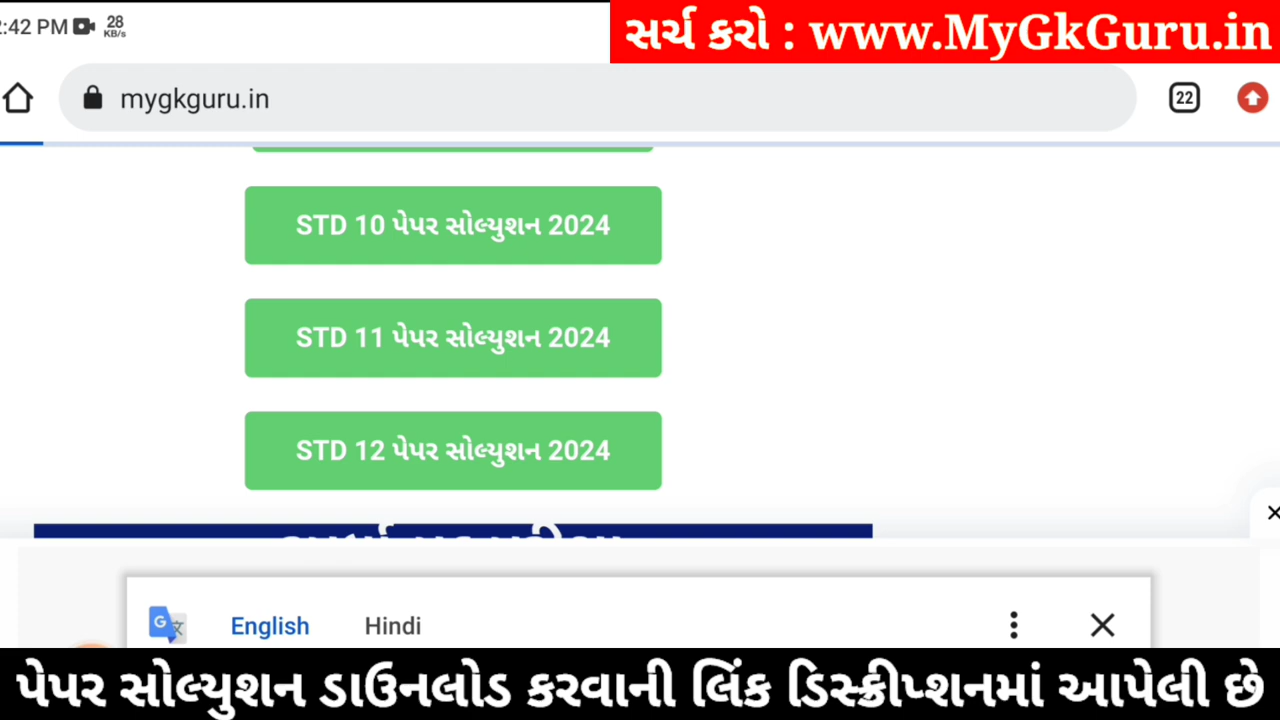 :42 PM 28 KB/s
સર્ચ કરો : www.MyGkGuru.in
mygkguru.in
22
STD 10 પેપર સોલ્યુશન 2024
STD 11 પેપર સોલ્યુશન 2024
STD 12 પેપર સોલ્યુશન 2024
English Hindi
પેપર સોલ્યુશન ડાઉનલોડ કરવાની લિંક ડિસ્ક્રીપ્શનમાં આપેલી છે